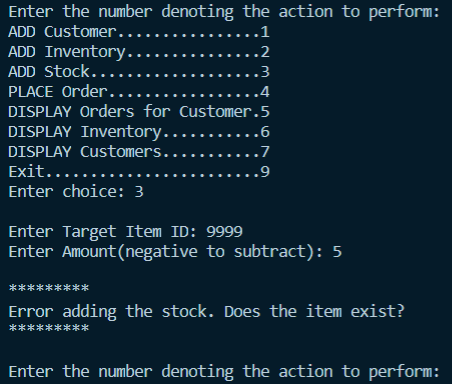 Enter the number denoting the action to perform:
ADD Customer................1
ADD Inventory...............2
ADD Stock...................3
PLACE Order.................4
DISPLAY Orders for Customer.5
DISPLAY Inventory...........6
DISPLAY Customers...........7
Exit........................9
Enter choice: 3
Enter Target Item ID: 9999
Enter Amount(negative to subtract): 5
*********
Error adding the stock. Does the item exist?
*********
Enter the number denoting the action to perform: